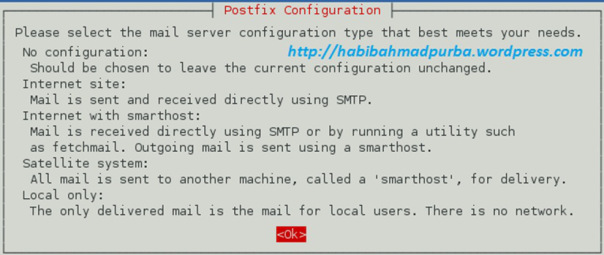 Postfix Configuration
Please select the mail server configuration type that best meets your needs.
No configuration:
http://habibahmadpurba.wordpress.com
Should be chosen to leave the current configuration unchanged.
Internet site:
Mail is sent and received directly using SMTP.
Internet with smarthost:
Mail is received directly using SMTP or by running a utility such
as fetchmail. Outgoing mail is sent using a smarthost.
Satellite system:
All mail is sent to another machine, called a 'smarthost', for delivery.
Local only:
The only delivered mail is the mail for local users. There is no network.
<Ok>